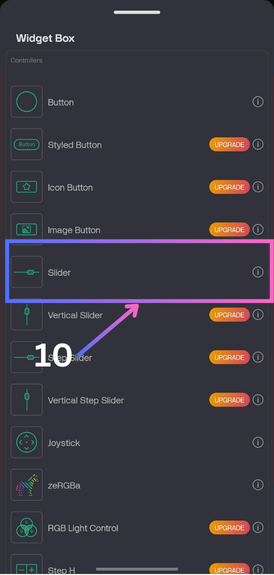 Widget Box
Controllers
Button
Button
Styled Button
UPGRADE
Icon Button
UPGRADE
Image Button
UPGRADE
Slider
Vertical Slider
UPGRADE
10
Step Slider
UPGRADE
Vertical Step Slider
UPGRADE
Joystick
zeRGBa
RGB Light Control
UPGRADE
Step H
UPGRADE